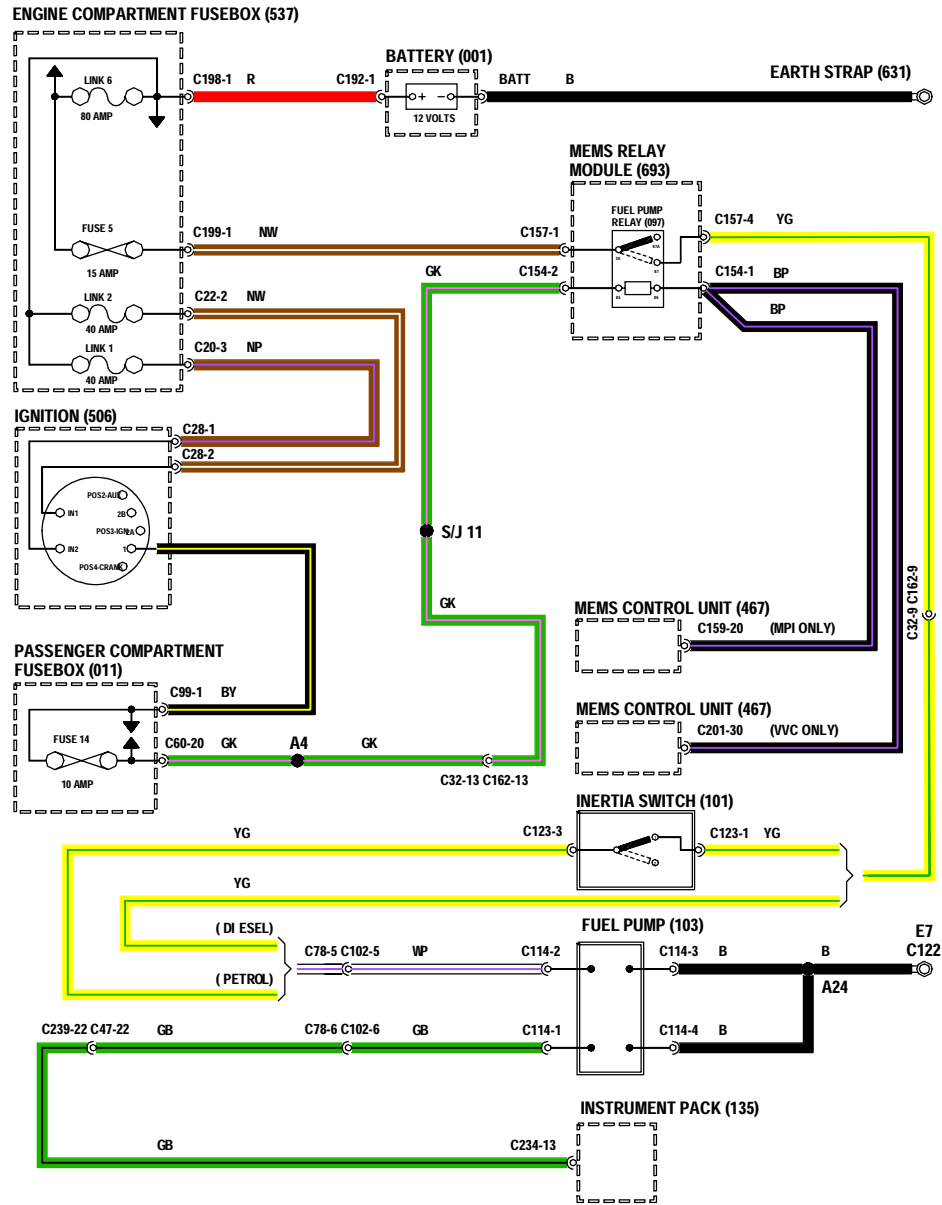 ENGINE COMPARTMENT FUSEBOX (537)
BATTERY (001)
EARTH STRAP (631)
LINK 6
80 AMP
C198-1 R
C192-1
+ -
12 VOLTS
BATT B
MEMS RELAY
MODULE (693)
FUEL PUMP
RELAY (097)
C157-4 YG
FUSE 5
15 AMP
C199-1 NW
C157-1
GK
C154-2
C154-1 BP
BP
LINK 2
40 AMP
C22-2 NW
LINK 1
40 AMP
C20-3 NP
IGNITION (506)
C28-1
C28-2
POS2-AUX
IN1
2B
POS3-IGN
2A
IN2
1
POS4-CRANK
S/J 11
GK
C32-9 C162-9
MEMS CONTROL UNIT (467)
C159-20 (MPI ONLY)
PASSENGER COMPARTMENT
FUSEBOX (011)
C99-1 BY
MEMS CONTROL UNIT (467)
C201-30 (VVC ONLY)
FUSE 14
10 AMP
C60-20 GK
A4
GK
C32-13 C162-13
INERTIA SWITCH (101)
YG
C123-3
C123-1 YG
YG
(DIESEL)
(PETROL)
FUEL PUMP (103)
C78-5 C102-5 WP
C114-2
C114-3 B
B
E7
C122
A24
C239-22 C47-22 GB
C78-6 C102-6 GB
C114-1
C114-4 B
INSTRUMENT PACK (135)
GB
C234-13